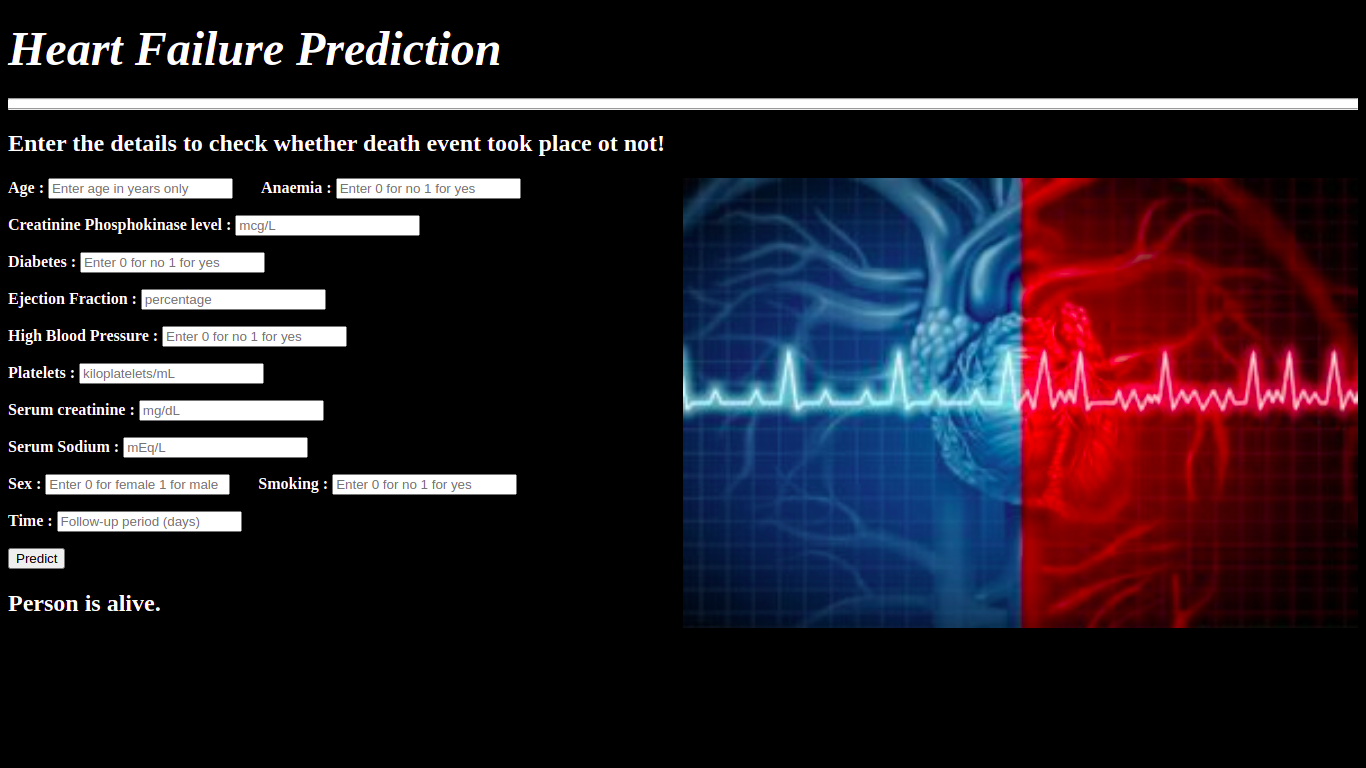 Heart Failure Prediction
Enter the details to check whether death event took place ot not!
Age : Enter age in years only Anaemia : Enter 0 for no 1 for yes
Creatinine Phosphokinase level : mcg/L
Diabetes : Enter 0 for no 1 for yes
Ejection Fraction : percentage
High Blood Pressure : Enter 0 for no 1 for yes
Platelets : kiloplatelets/mL
Serum creatinine : mg/dL
Serum Sodium : mEq/L
Sex : Enter 0 for female 1 for male Smoking : Enter 0 for no 1 for yes
Time : Follow-up period (days)
Predict
Person is alive.